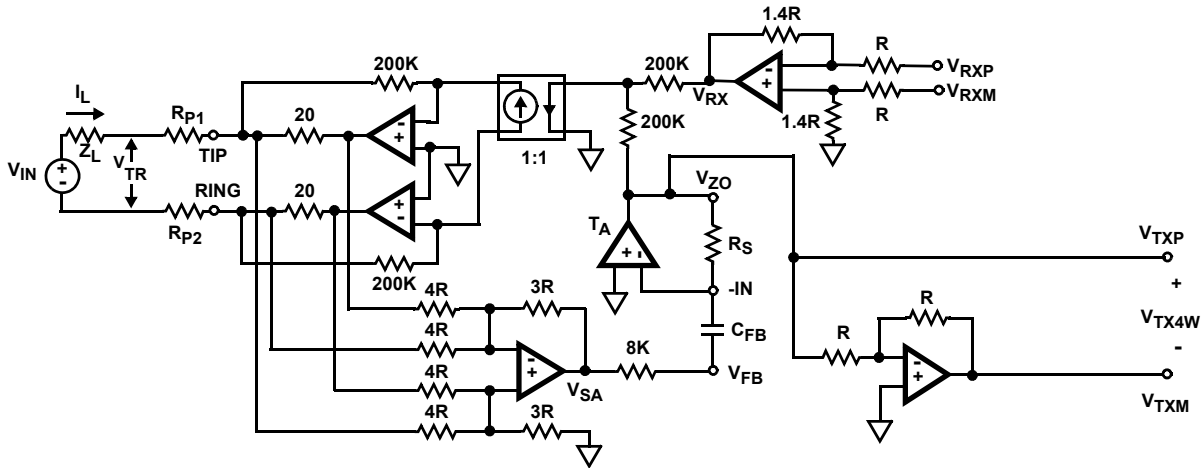 1.4R
R
V_RXP
200K
200K
V_RX
V_RXM
R
I_L
R_P1
20
- +
200K
1.4R
Z_L
TIP
1:1
V_IN
V_TR
RING
20
V_ZO
R_P2
T_A
R_S
V_TXP
200K
-IN
+
4R
3R
C_FB
R
V_TX4W
4R
8K
R
-
4R
V_SA
V_FB
V_TXM
4R
3R